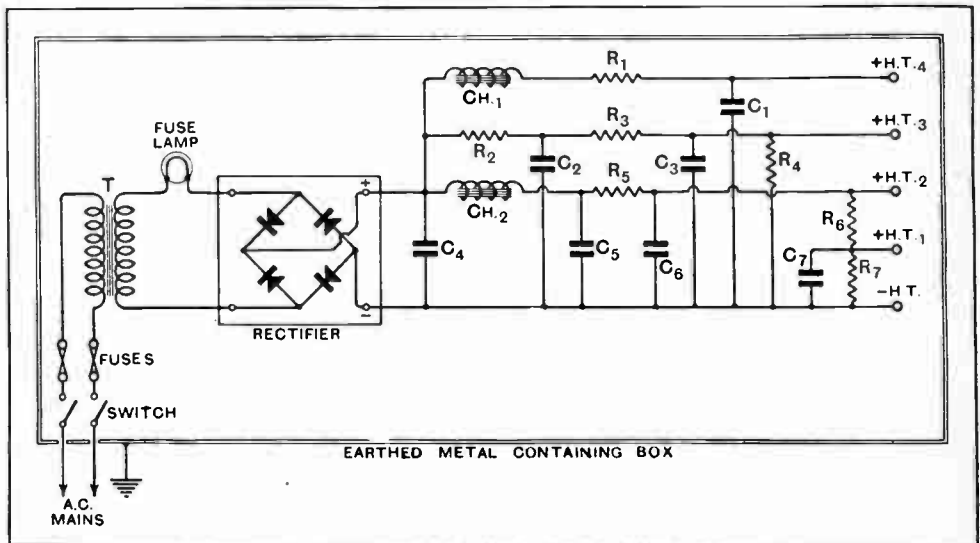 R1
+H.T.4
CH.1
C1
FUSE
LAMP
+H.T.3
R2
R3
C2
C3
R4
T
+
R5
+H.T.2
CH.2
R6
+H.T.1
C4
C5
C6
C7
R7
−
−H.T.
RECTIFIER
FUSES
SWITCH
EARTHED METAL CONTAINING BOX
A.C.
MAINS